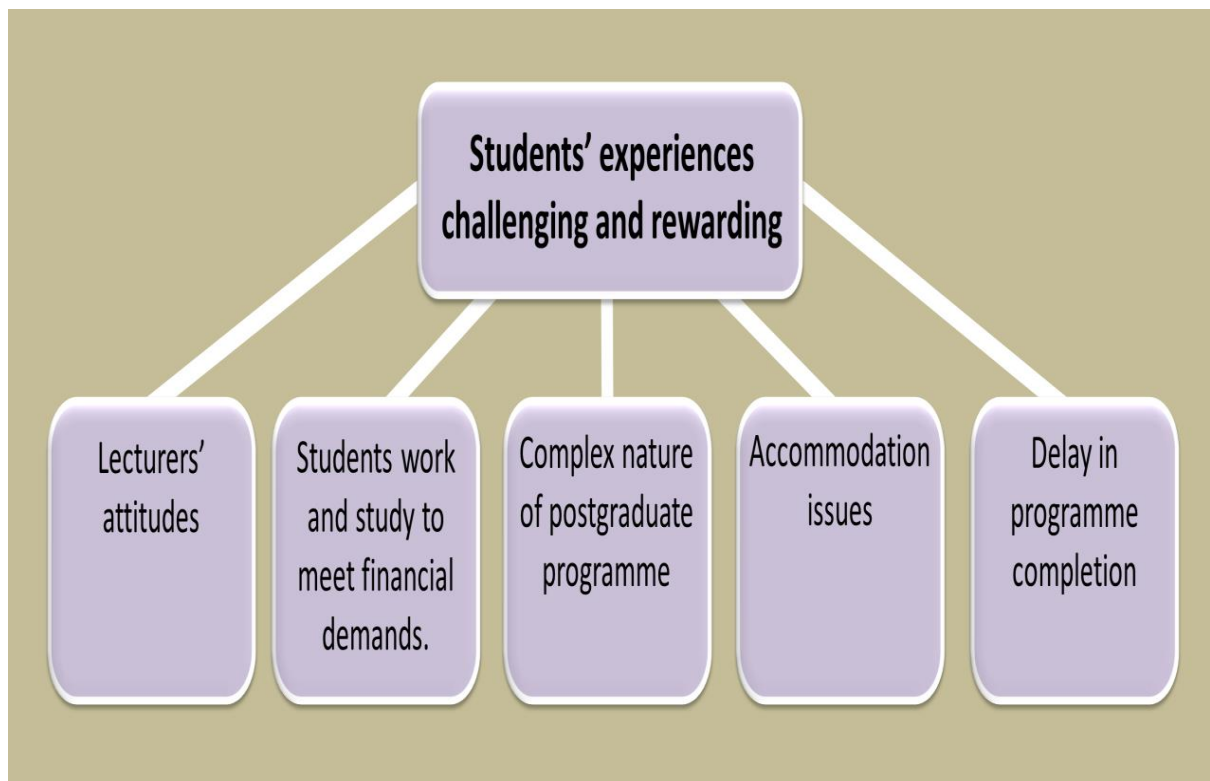 Students’ experiences
challenging and rewarding
Lecturers’
attitudes
Students work
and study to
meet financial
demands.
Complex nature
of postgraduate
programme
Accommodation
issues
Delay in
programme
completion